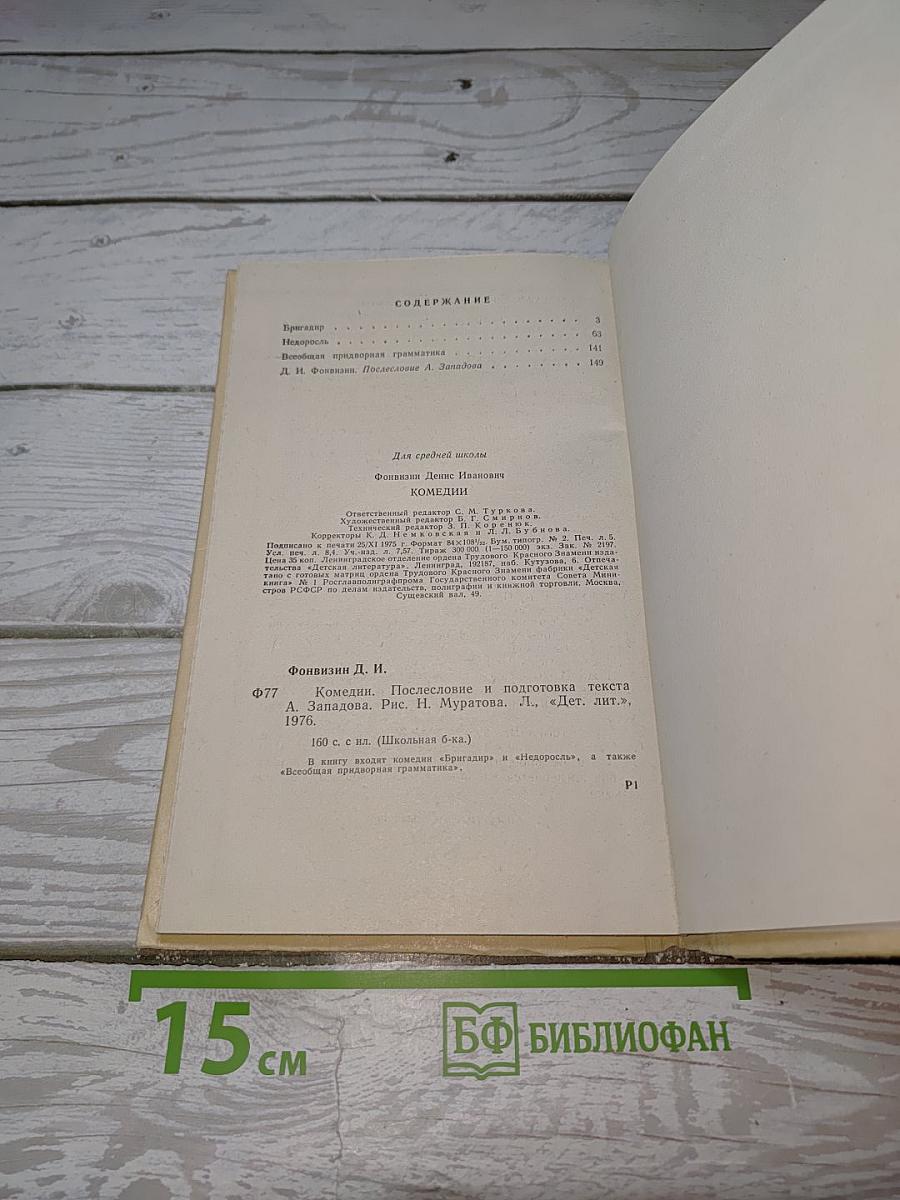 СОДЕРЖАНИЕ
Бригадир . . . . . . . . . . . . . . . . . . . . 3
Недоросль . . . . . . . . . . . . . . . . . . . 63
Всеобщая придворная грамматика . . . . . . . . . 141
Д. И. Фонвизин. Послесловие А. Западова . . . . . . . 149
Для средней школы
Фонвизин Денис Иванович
КОМЕДИИ
Ответственный редактор С. М. Туркова.
Художественный редактор Б. Г. Смирнов.
Технический редактор З. П. Коренюк.
Корректоры К. Д. Немковская и Л. Л. Бубнова.
Подписано к печати 25/XI 1975 г. Формат 84×108¹/₃₂. Бум. типогр. № 2. Печ. л. 5.
Усл. печ. л. 8,4. Уч.-изд. л. 7,57. Тираж 300 000. (1—150 000) экз. Зак. № 2197.
Цена 35 коп. Ленинградское отделение ордена Трудового Красного Знамени изда-
тельства «Детская литература». Ленинград, 192187, наб. Кутузова, 6. Отпеча-
тано с готовых матриц ордена Трудового Красного Знамени фабрики «Детская
книга» № 1 Росглавполиграфпрома Государственного комитета Совета Мини-
стров РСФСР по делам издательств, полиграфии и книжной торговли. Москва,
Сущевский вал, 49.
Фонвизин Д. И.
Ф77 Комедии. Послесловие и подготовка текста
А. Западова. Рис. Н. Муратова. Л., «Дет. лит.»,
1976.
160 с. с ил. (Школьная б-ка.)
В книгу входят комедии «Бригадир» и «Недоросль», а также
«Всеобщая придворная грамматика».
Р1
15 см
БФ БИБЛИОФАН